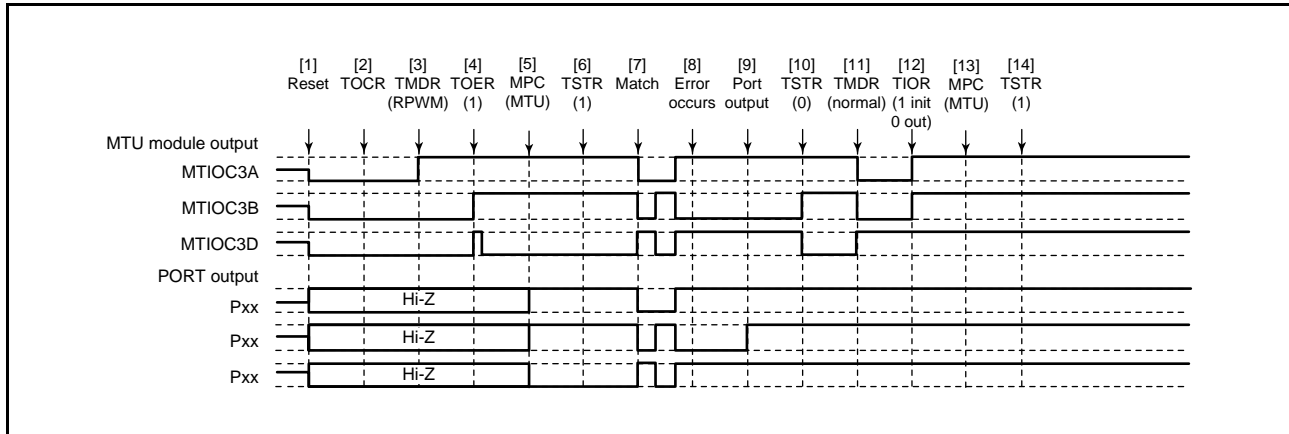 [1] [2] [3] [4] [5] [6] [7] [8] [9] [10] [11] [12] [13] [14]
Reset TOCR TMDR TOER MPC TSTR Match Error Port TSTR TMDR TIOR MPC TSTR
(RPWM) (1) (MTU) (1) occurs output (0) (normal) (1 init (MTU) (1)
0 out)
MTU module output
MTIOC3A
MTIOC3B
MTIOC3D
PORT output
Pxx Hi-Z
Pxx Hi-Z
Pxx Hi-Z